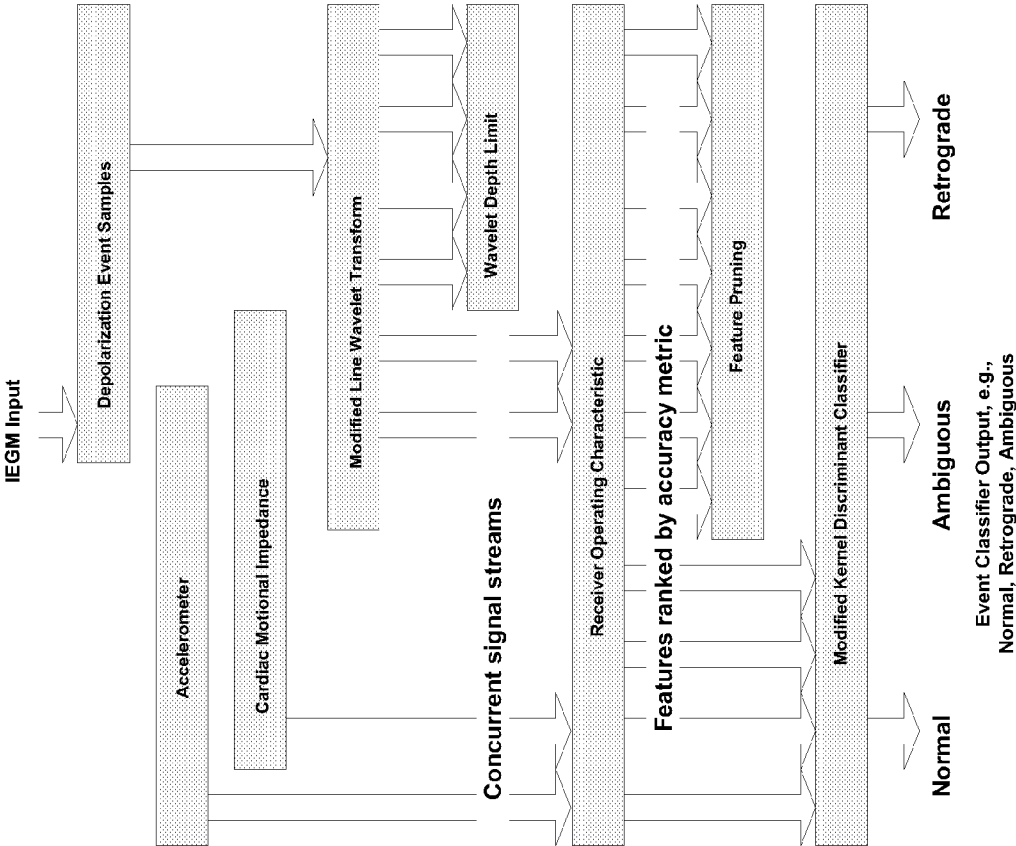 IEGM Input
Depolarization Event Samples
Accelerometer
Cardiac Motional Impedance
Modified Line Wavelet Transform
Wavelet Depth Limit
Concurrent signal streams
Receiver Operating Characteristic
Features ranked by accuracy metric
Feature Pruning
Modified Kernel Discriminant Classifier
Normal
Ambiguous
Retrograde
Event Classifier Output, e.g.,
Normal, Retrograde, Ambiguous